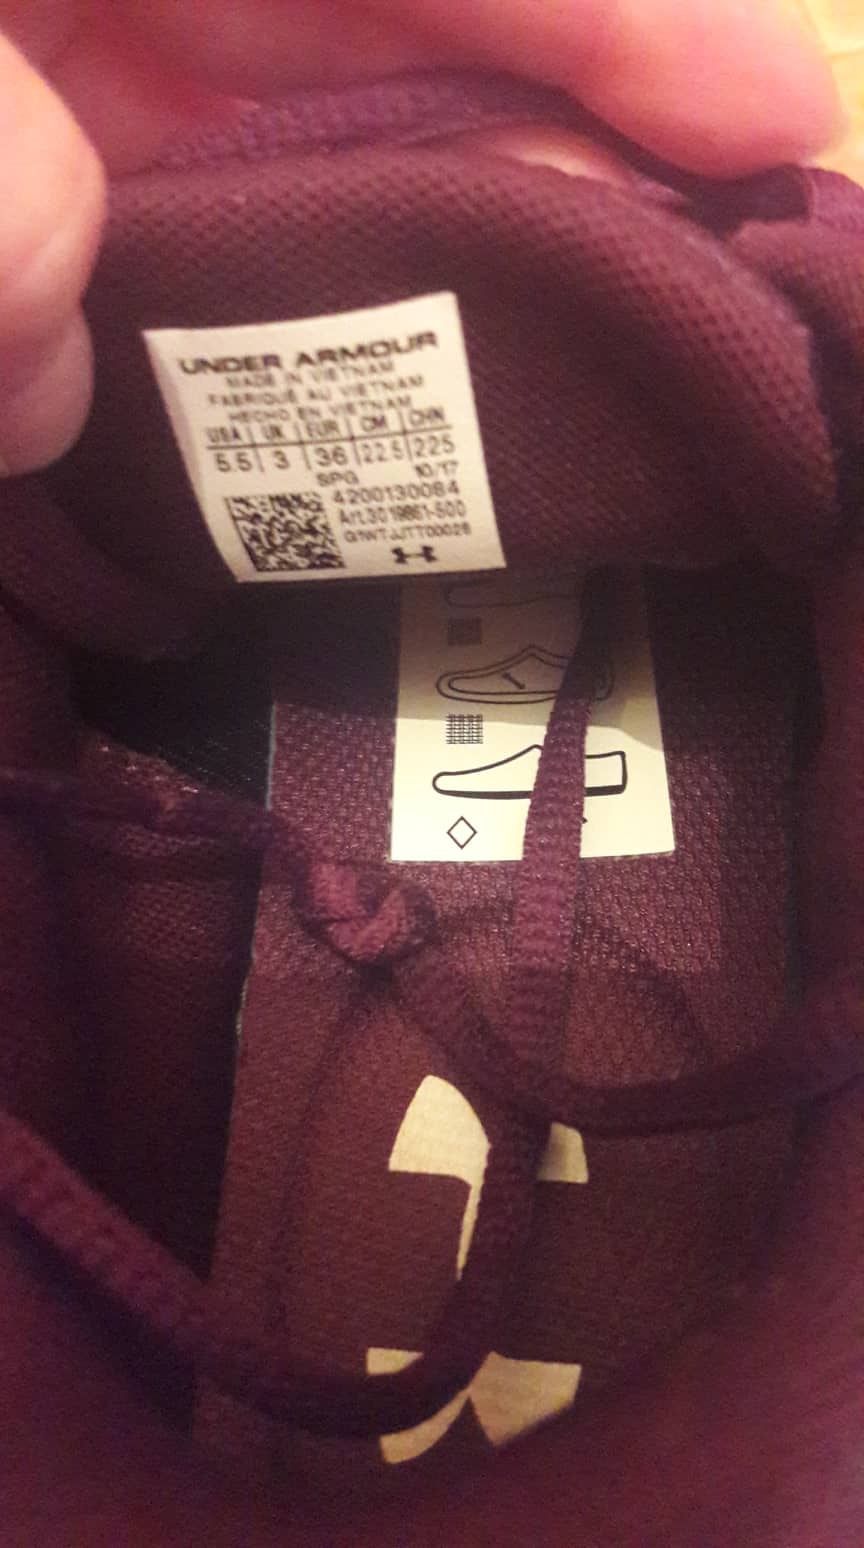 UNDER ARMOUR
MADE IN VIETNAM
FABRIQUÉ AU VIETNAM
HECHO EN VIETNAM
USA | UK | EUR | CM | CHN
5.5 | 3 | 36 | 22.5 | 225
SPG 10/17
4200130084
Art.3019861-500